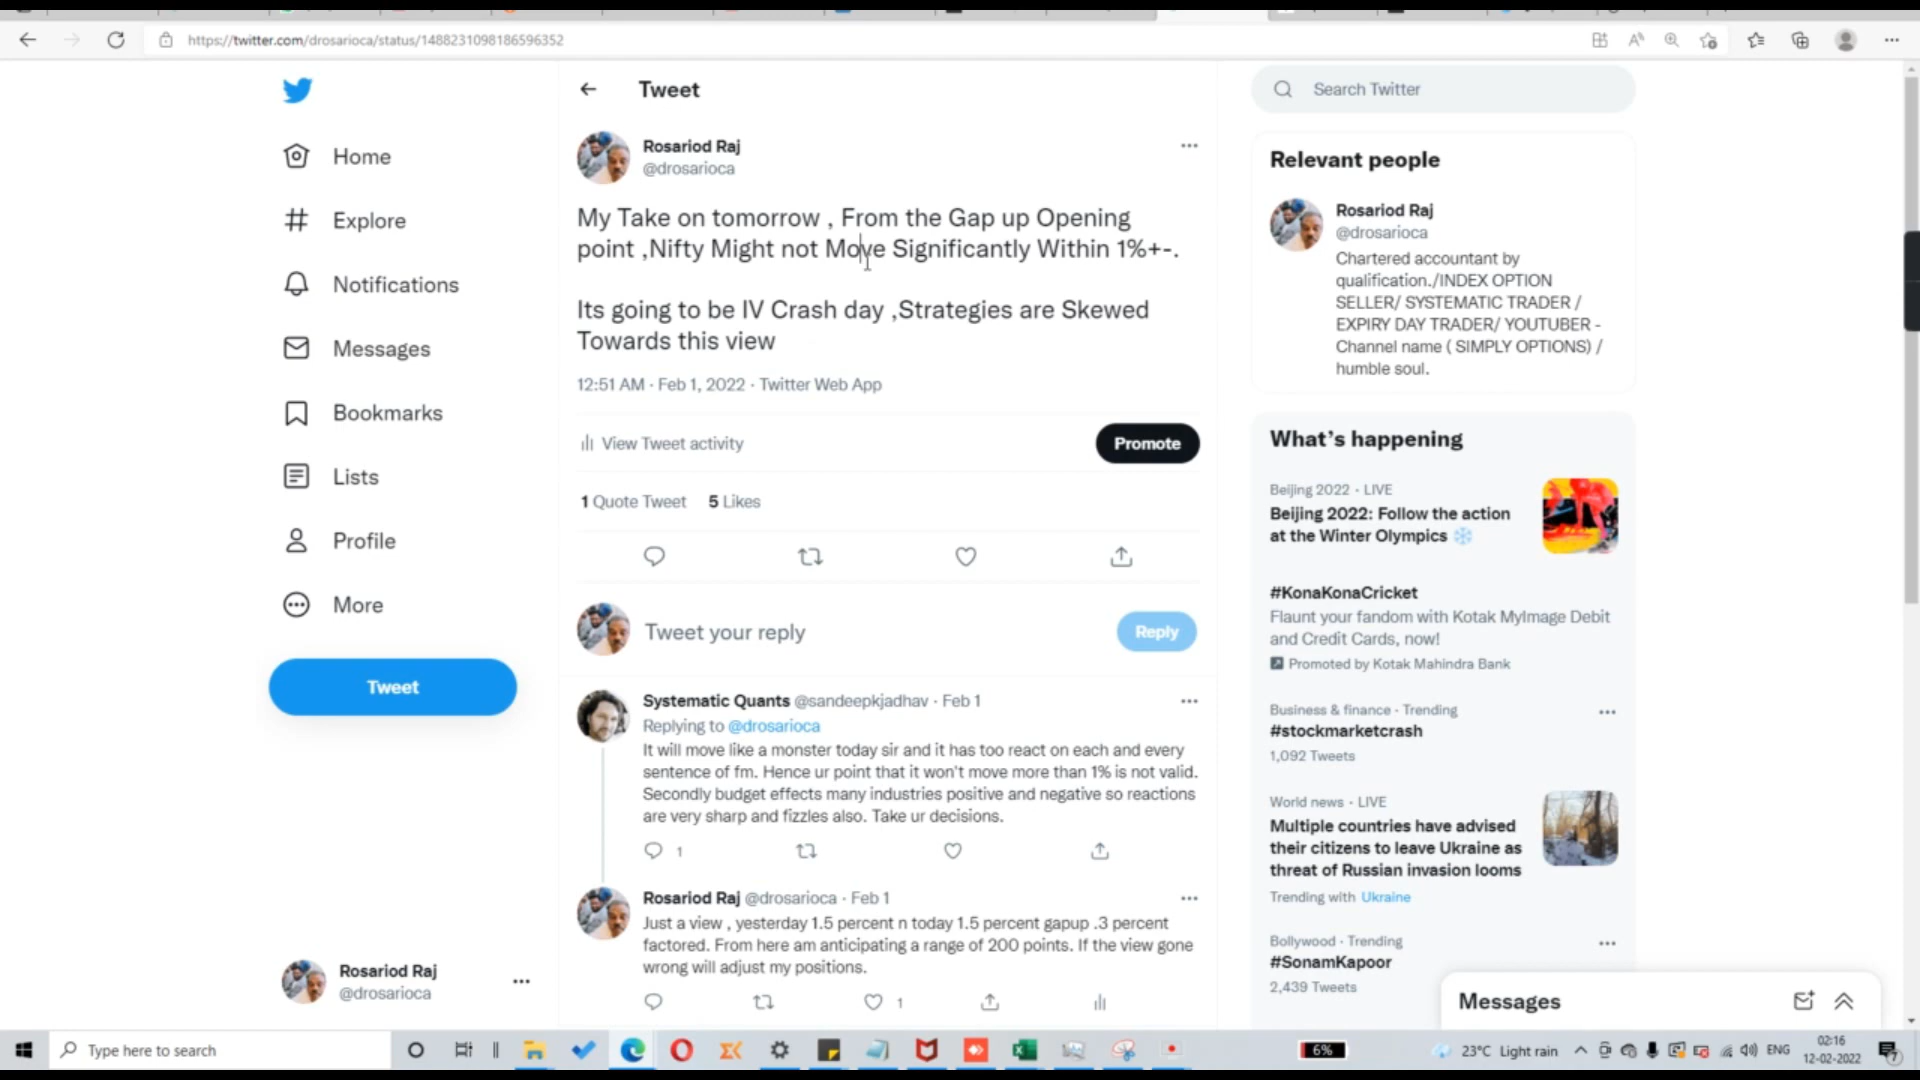 https://twitter.com/drosarioca/status/1488231098186596352
Home
Explore
Notifications
Messages
Bookmarks
Lists
Profile
More
Tweet
Rosariod Raj
@drosarioca
Tweet
Rosariod Raj
@drosarioca
My Take on tomorrow , From the Gap up Opening
point ,Nifty Might not Move Significantly Within 1%+-.
Its going to be IV Crash day ,Strategies are Skewed
Towards this view
12:51 AM · Feb 1, 2022 · Twitter Web App
View Tweet activity
Promote
1 Quote Tweet 5 Likes
Tweet your reply
Reply
Systematic Quants @sandeepkjadhav · Feb 1
Replying to @drosarioca
It will move like a monster today sir and it has too react on each and every
sentence of fm. Hence ur point that it won't move more than 1% is not valid.
Secondly budget effects many industries positive and negative so reactions
are very sharp and fizzles also. Take ur decisions.
1
Rosariod Raj @drosarioca · Feb 1
Just a view , yesterday 1.5 percent n today 1.5 percent gapup .3 percent
factored. From here am anticipating a range of 200 points. If the view gone
wrong will adjust my positions.
1
Search Twitter
Relevant people
Rosariod Raj
@drosarioca
Chartered accountant by
qualification./INDEX OPTION
SELLER/ SYSTEMATIC TRADER /
EXPIRY DAY TRADER/ YOUTUBER -
Channel name ( SIMPLY OPTIONS) /
humble soul.
What's happening
Beijing 2022 · LIVE
Beijing 2022: Follow the action
at the Winter Olympics
#KonaKonaCricket
Flaunt your fandom with Kotak MyImage Debit
and Credit Cards, now!
Promoted by Kotak Mahindra Bank
Business & finance · Trending
#stockmarketcrash
1,092 Tweets
World news · LIVE
Multiple countries have advised
their citizens to leave Ukraine as
threat of Russian invasion looms
Trending with Ukraine
Bollywood · Trending
#SonamKapoor
2,439 Tweets
Messages
Type here to search
6%
23°C Light rain
ENG
02:16
12-02-2022
7